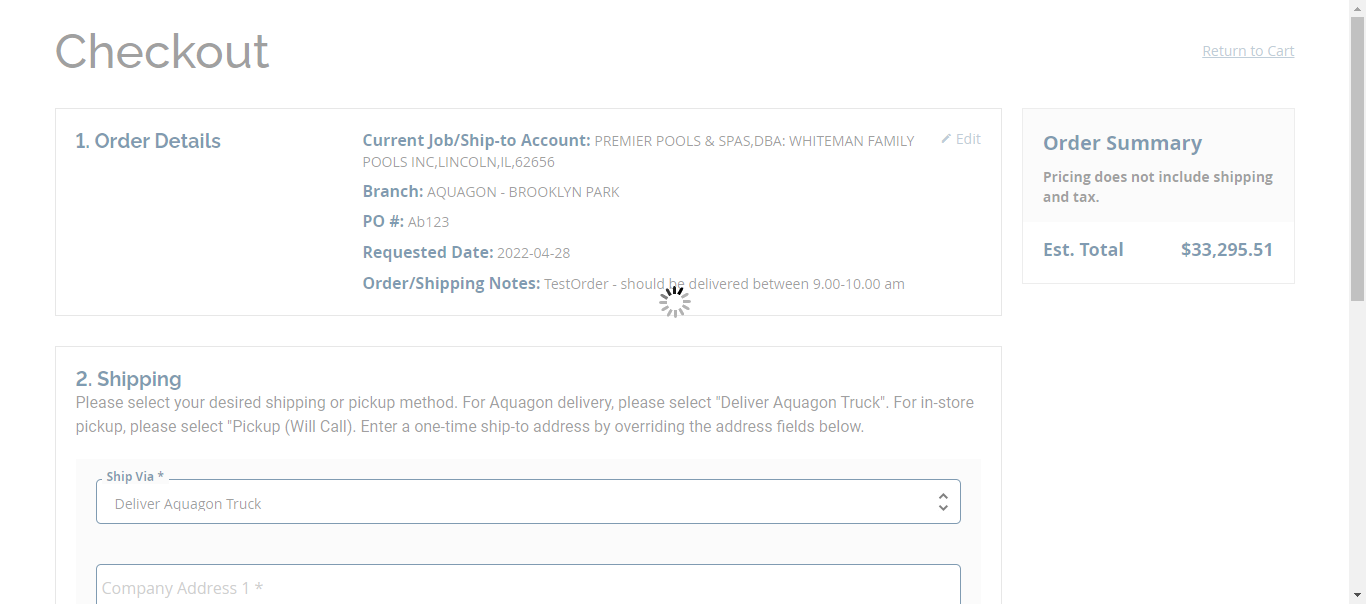 Checkout
Return to Cart
1. Order Details
Current Job/Ship-to Account: PREMIER POOLS & SPAS,DBA: WHITEMAN FAMILY
POOLS INC,LINCOLN,IL,62656
Edit
Branch: AQUAGON - BROOKLYN PARK
PO #: Ab123
Requested Date: 2022-04-28
Order/Shipping Notes: TestOrder - should be delivered between 9.00-10.00 am
Order Summary
Pricing does not include shipping
and tax.
Est. Total $33,295.51
2. Shipping
Please select your desired shipping or pickup method. For Aquagon delivery, please select "Deliver Aquagon Truck". For in-store
pickup, please select "Pickup (Will Call). Enter a one-time ship-to address by overriding the address fields below.
Ship Via *
Deliver Aquagon Truck
Company Address 1 *